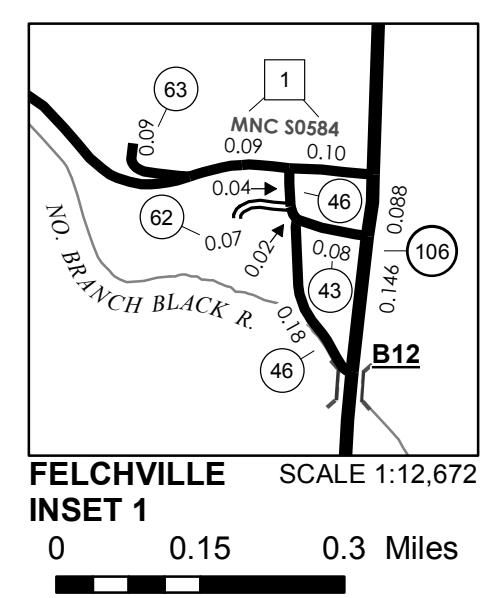 1
63
MNC S0584
0.09
0.09
0.10
0.04
46
0.088
62
0.07
0.02
0.08
106
43
0.146
NO. BRANCH BLACK R.
0.18
B12
46
FELCHVILLE
INSET 1
SCALE 1:12,672
0 0.15 0.3 Miles